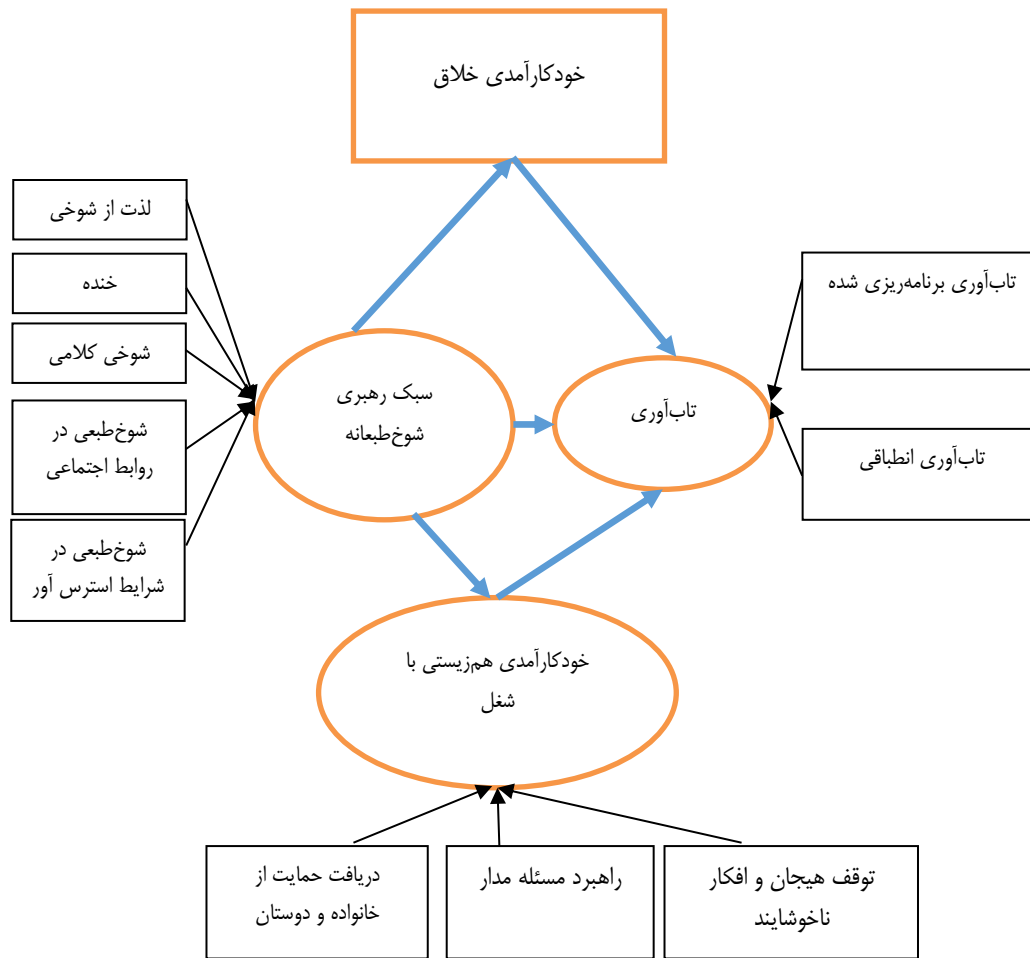 خودکارآمدی خلاق
لذت از شوخی
خنده
شوخی کلامی
شوخ‌طبعی در
روابط اجتماعی
شوخ‌طبعی در
شرایط استرس آور
سبک رهبری
شوخ‌طبعانه
تاب‌آوری
تاب‌آوری برنامه‌ریزی شده
تاب‌آوری انطباقی
خودکارآمدی هم‌زیستی با
شغل
دریافت حمایت از
خانواده و دوستان
راهبرد مسئله مدار
توقف هیجان و افکار
ناخوشایند